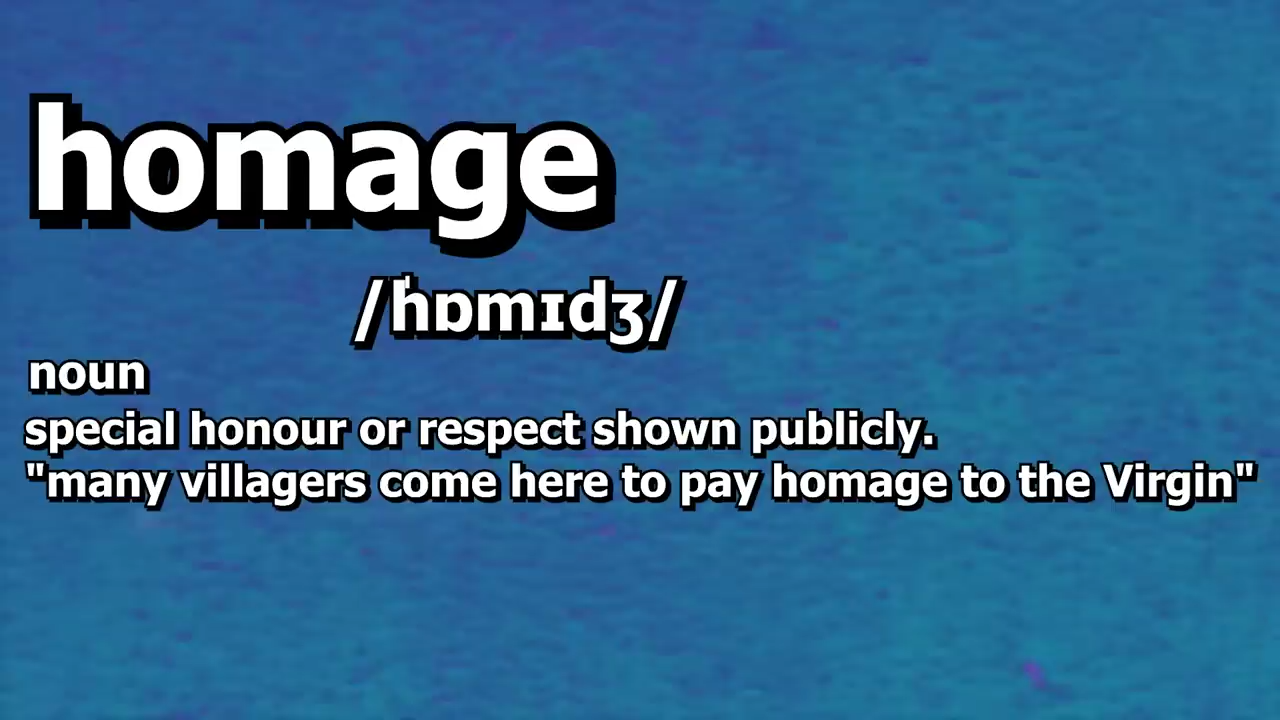 homage
/ˈhɒmɪdʒ/
noun
special honour or respect shown publicly.
"many villagers come here to pay homage to the Virgin"